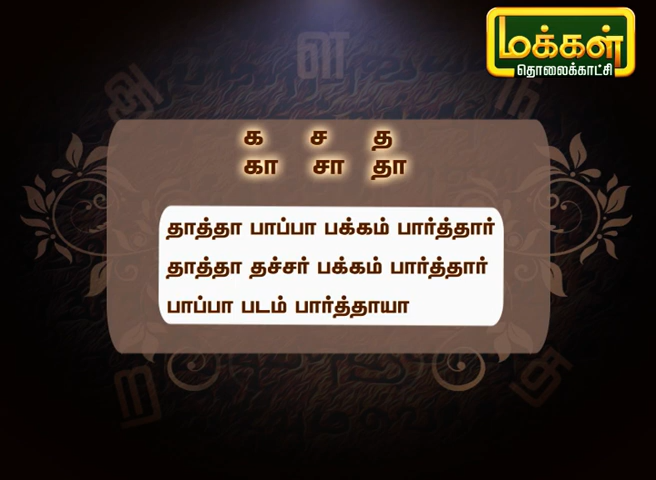 மக்கள்
தொலைக்காட்சி
க ச த
கா சா தா
தாத்தா பாப்பா பக்கம் பார்த்தார்
தாத்தா தச்சர் பக்கம் பார்த்தார்
பாப்பா படம் பார்த்தாயா